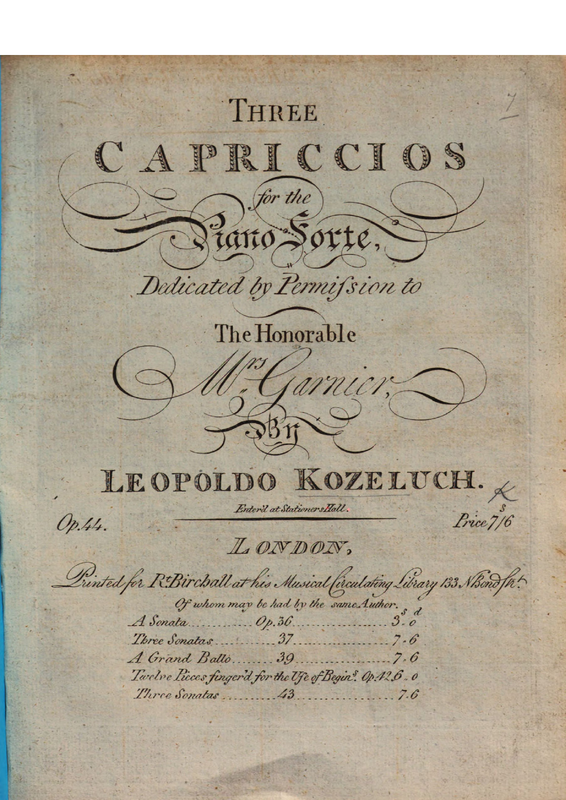 7
THREE
CAPRICCIOS
for the
Piano Forte,
Dedicated by Permiſsion to
The Honorable
Mrs Garnier,
By
LEOPOLDO KOZELUCH.
Enter'd at Stationers Hall.
Op. 44.
Price 7s/6
LONDON,
Printed for Rt. Birchall at his Musical Circulating Library 133 N. Bond Srt.
Of whom may be had by the same Author.
s d
A Sonata Op. 36 3 - 0
Three Sonatas 37 7 - 6
A Grand Ballo 39 7 - 6
Twelve Pieces finger'd for the Uſe of Begins. Op. 42. 6 - 0
Three Sonatas 43 7. 6